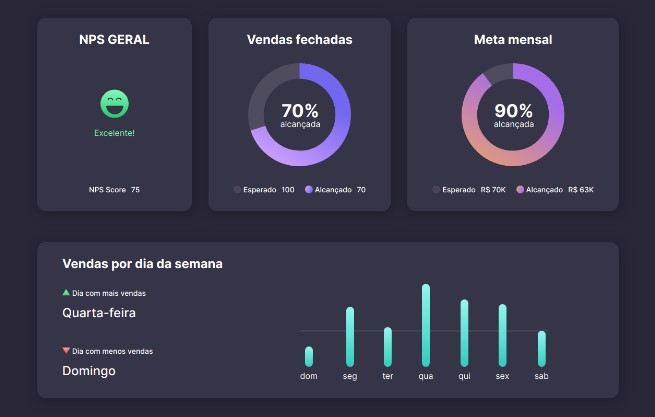 NPS GERAL
Excelente!
NPS Score 75
Vendas fechadas
70%
alcançada
Esperado 100 Alcançado 70
Meta mensal
90%
alcançada
Esperado R$ 70K Alcançado R$ 63K
Vendas por dia da semana
Dia com mais vendas
Quarta-feira
Dia com menos vendas
Domingo
dom seg ter qua qui sex sab